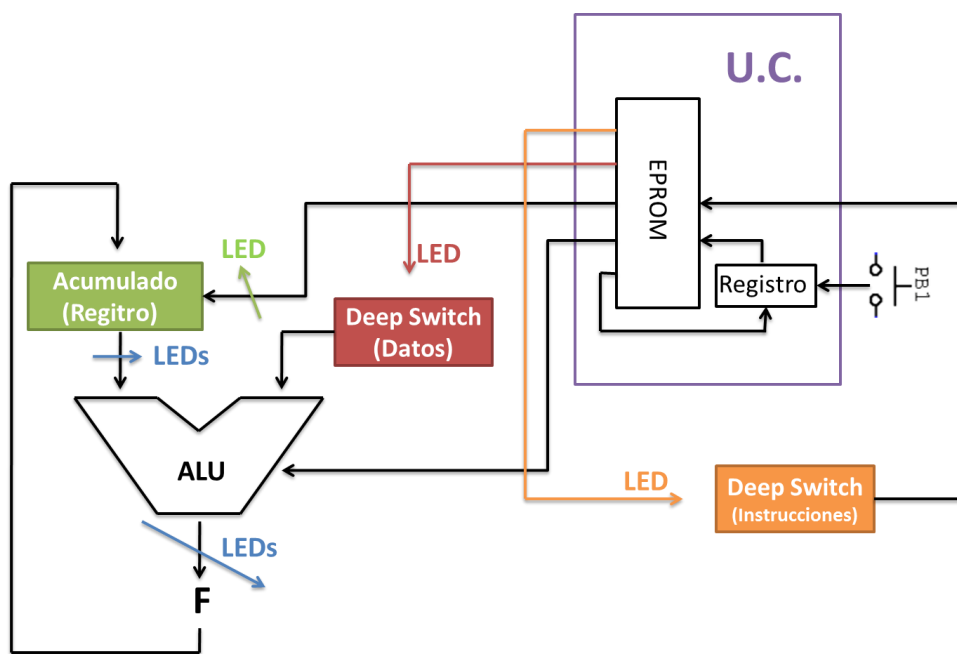 U.C.
EPROM
LED
LED
Acumulado
(Regitro)
Registro
PB1
Deep Switch
(Datos)
LEDs
ALU
LED
Deep Switch
(Instrucciones)
LEDs
F